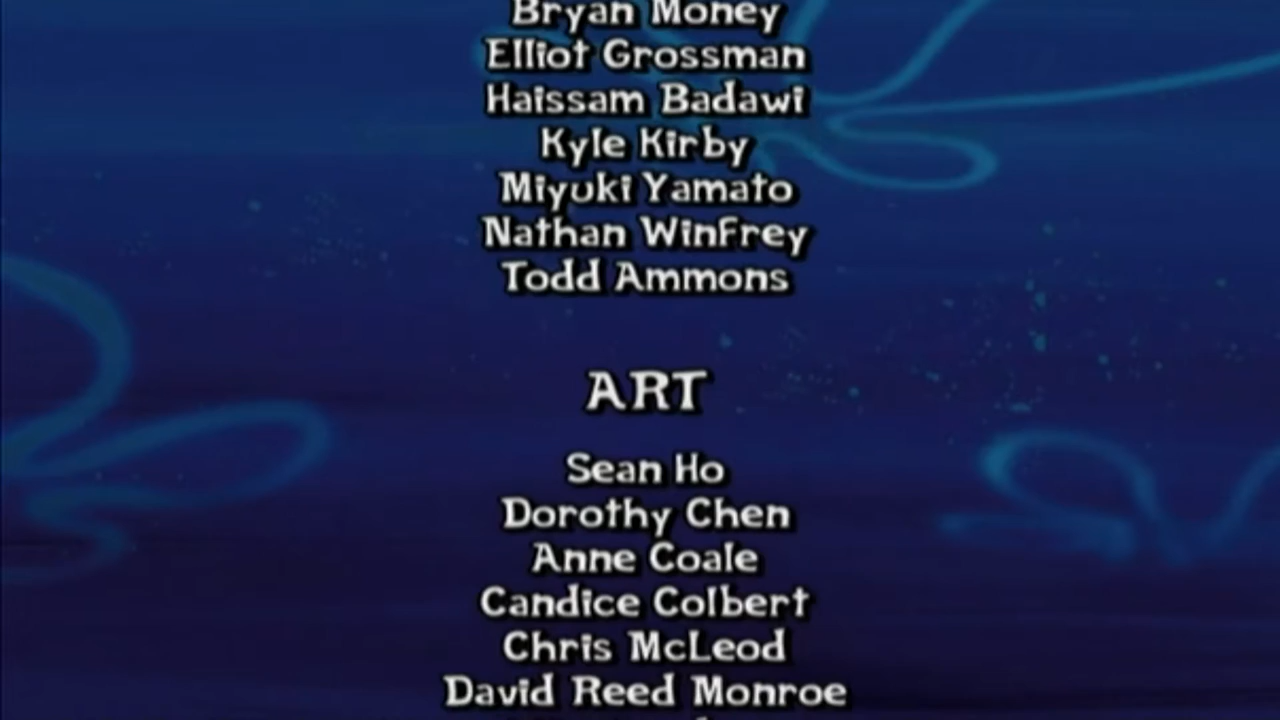 Bryan Money
Elliot Grossman
Haissam Badawi
Kyle Kirby
Miyuki Yamato
Nathan Winfrey
Todd Ammons
ART
Sean Ho
Dorothy Chen
Anne Coale
Candice Colbert
Chris McLeod
David Reed Monroe